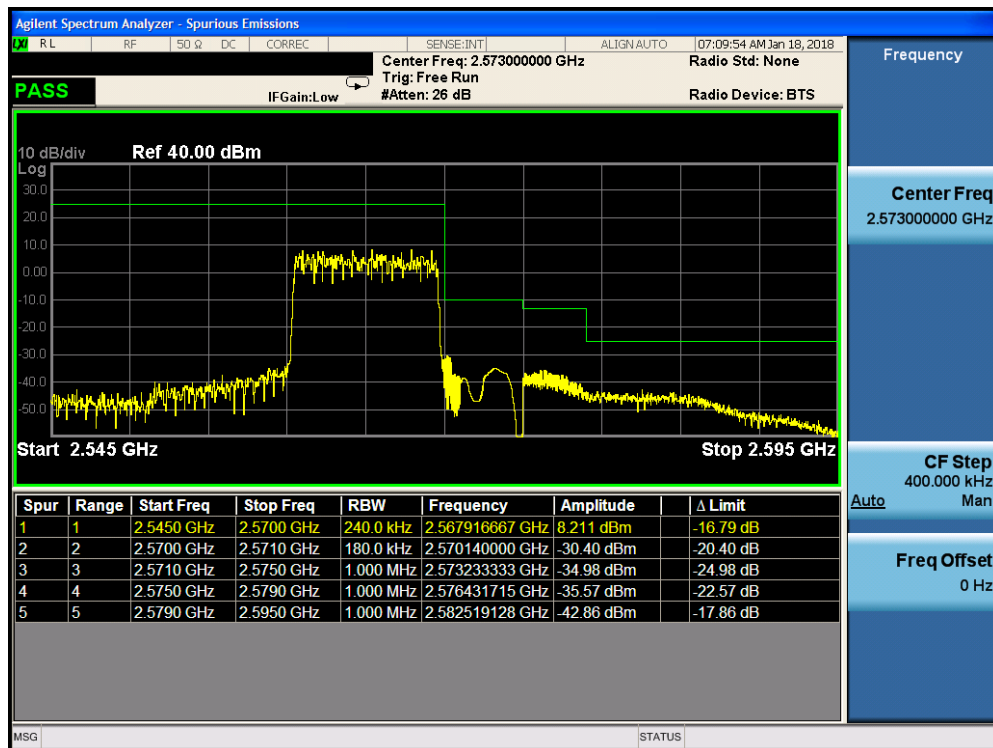 Agilent Spectrum Analyzer - Spurious Emissions
LXI RL RF 50 Ω DC CORREC SENSE:INT ALIGN AUTO 07:09:54 AM Jan 18, 2018
Center Freq: 2.573000000 GHz Radio Std: None
Trig: Free Run
PASS IFGain:Low #Atten: 26 dB Radio Device: BTS
10 dB/div Ref 40.00 dBm
Log
30.0
20.0
10.0
0.00
-10.0
-20.0
-30.0
-40.0
-50.0
Start 2.545 GHz Stop 2.595 GHz
Spur Range Start Freq Stop Freq RBW Frequency Amplitude Δ Limit
1 1 2.5450 GHz 2.5700 GHz 240.0 kHz 2.567916667 GHz 8.211 dBm -16.79 dB
2 2 2.5700 GHz 2.5710 GHz 180.0 kHz 2.570140000 GHz -30.40 dBm -20.40 dB
3 3 2.5710 GHz 2.5750 GHz 1.000 MHz 2.573233333 GHz -34.98 dBm -24.98 dB
4 4 2.5750 GHz 2.5790 GHz 1.000 MHz 2.576431715 GHz -35.57 dBm -22.57 dB
5 5 2.5790 GHz 2.5950 GHz 1.000 MHz 2.582519128 GHz -42.86 dBm -17.86 dB
MSG STATUS
Frequency
Center Freq
2.573000000 GHz
CF Step
400.000 kHz
Auto Man
Freq Offset
0 Hz